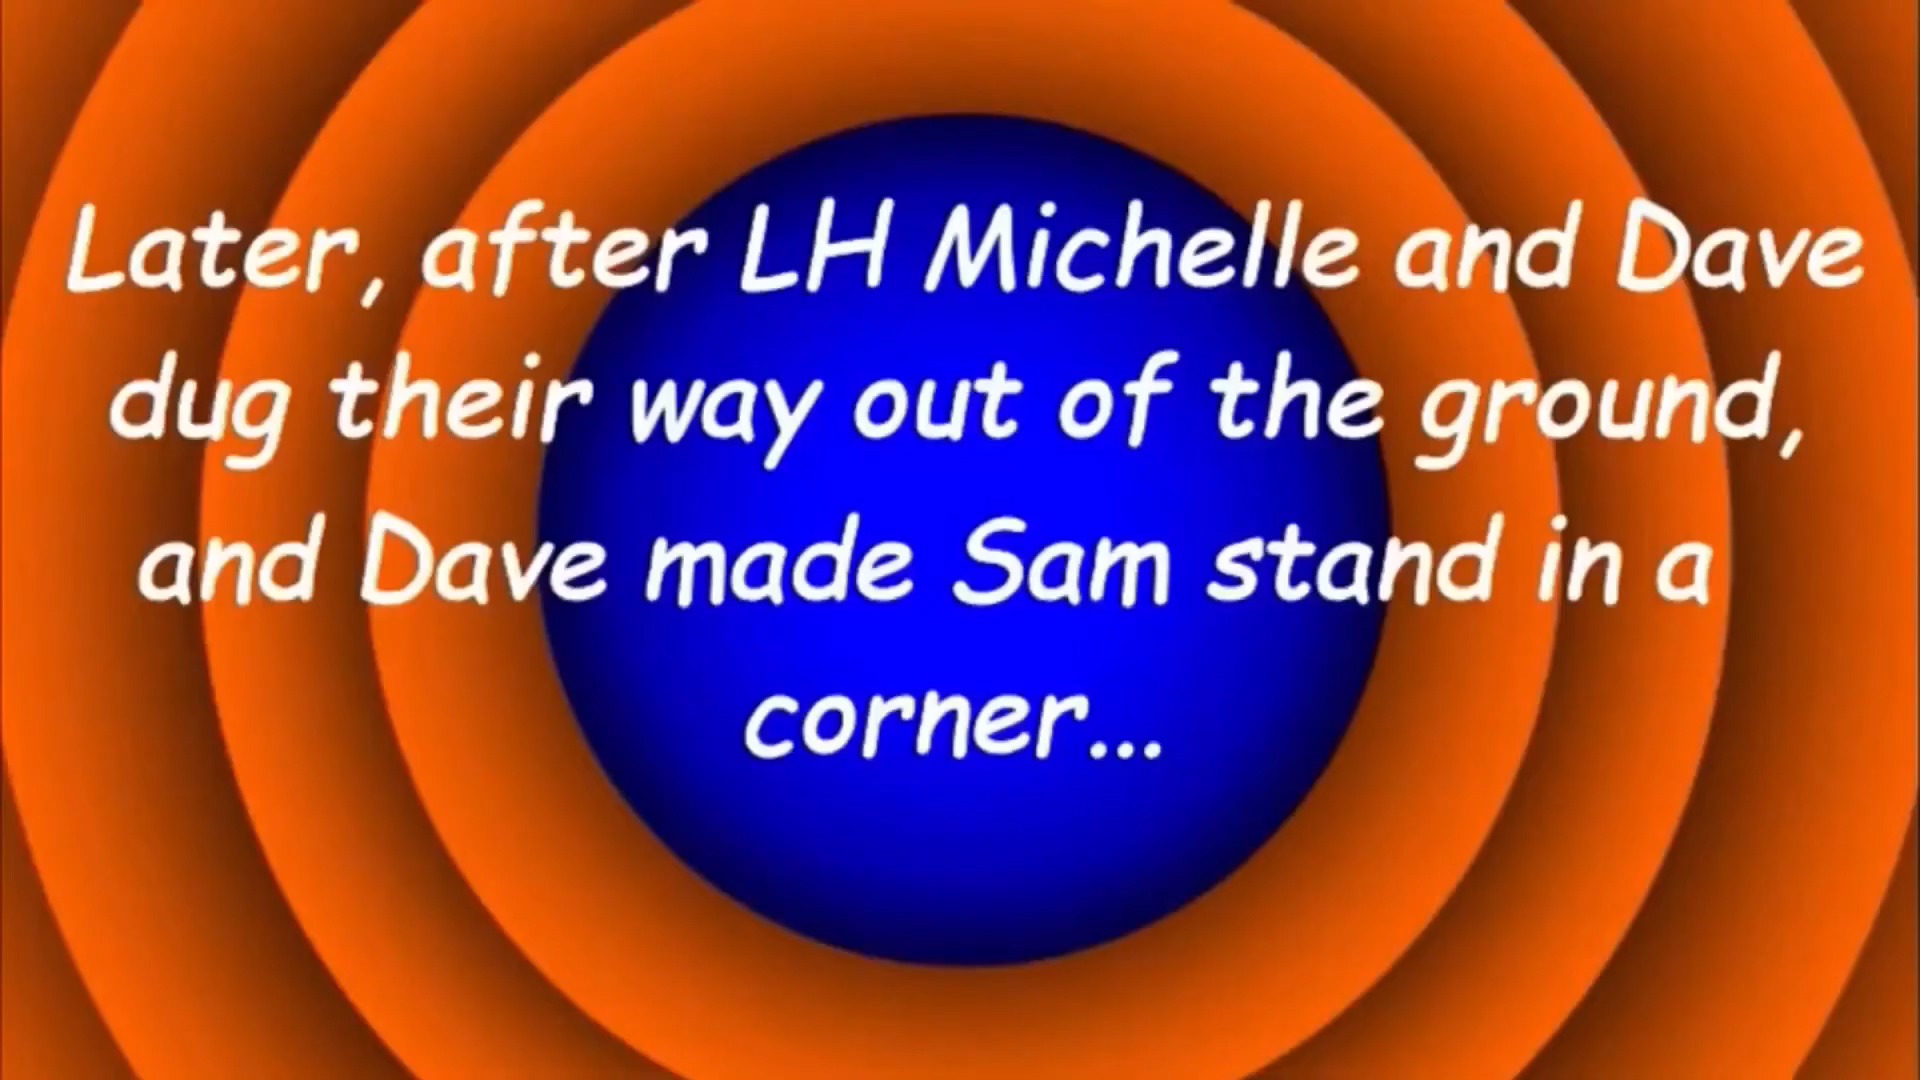 Later, after LH Michelle and Dave
dug their way out of the ground,
and Dave made Sam stand in a
corner...